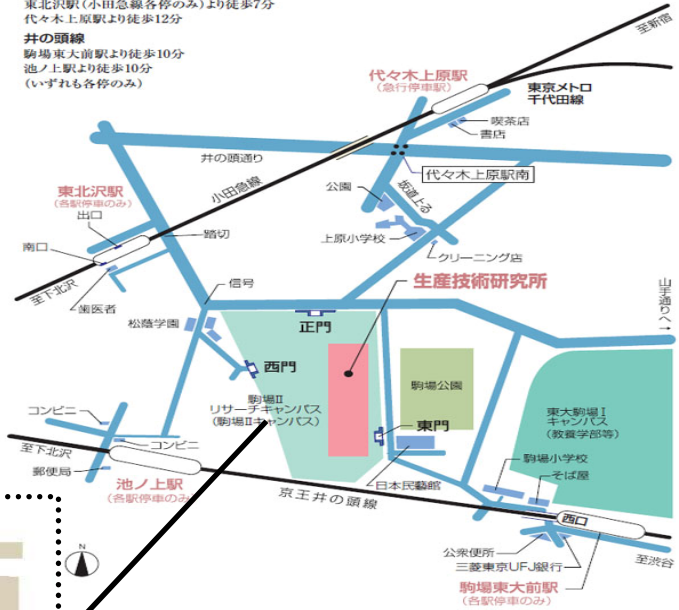 東北沢駅(小田急線各停のみ)より徒歩7分
代々木上原駅より徒歩12分
井の頭線
駒場東大前駅より徒歩10分
池ノ上駅より徒歩10分
(いずれも各停のみ)
至新宿
代々木上原駅
(急行停車駅)
東京メトロ
千代田線
喫茶店
書店
井の頭通り
代々木上原駅南
小田急線
東北沢駅
(各駅停車のみ)
出口
南口
踏切
公園
坂道上る
上原小学校
クリーニング店
至下北沢
歯医者
信号
生産技術研究所
山手通りへ→
松蔭学園
正門
西門
駒場Ⅱ
リサーチキャンパス
(駒場Ⅱキャンパス)
駒場公園
東大駒場Ⅰ
キャンパス
(教養学部等)
コンビニ
コンビニ
東門
至下北沢
郵便局
池ノ上駅
(各駅停車のみ
日本民藝館
駒場小学校
そば屋
京王井の頭線
西口
N
公衆便所
三菱東京UFJ銀行
至渋谷
駒場東大前駅
(各駅停車のみ)